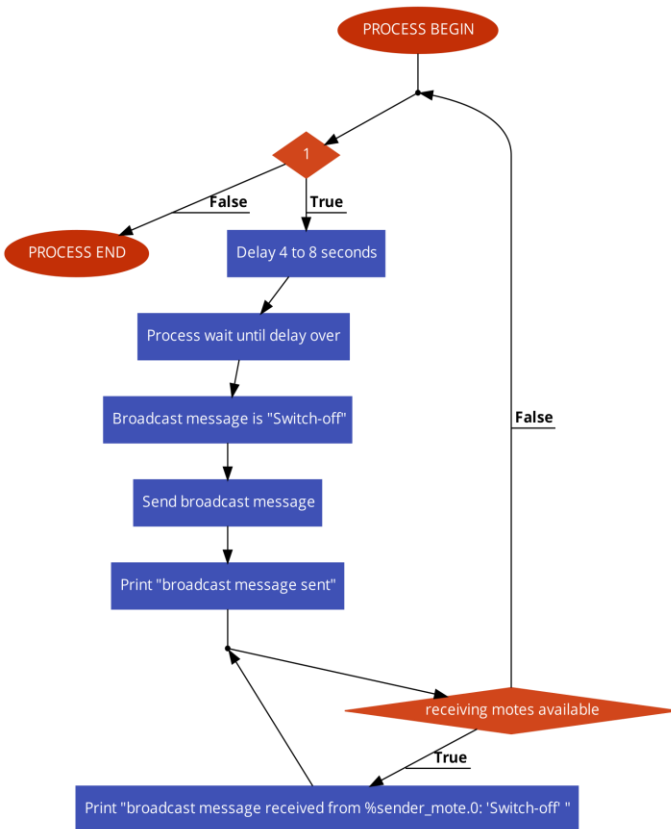 PROCESS BEGIN
1
False
True
PROCESS END
Delay 4 to 8 seconds
Process wait until delay over
Broadcast message is "Switch-off"
False
Send broadcast message
Print "broadcast message sent"
receiving motes available
True
Print "broadcast message received from %sender_mote.0: 'Switch-off' "